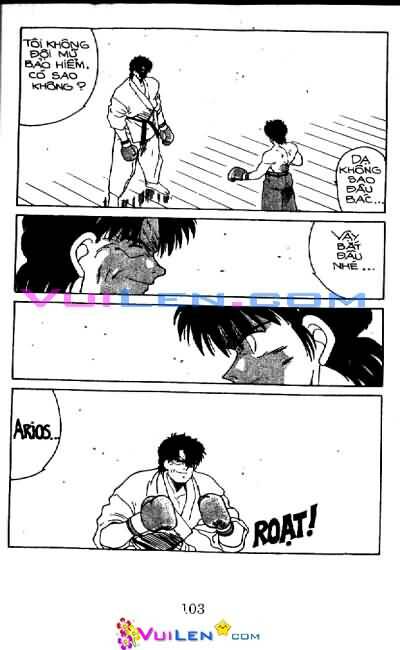 TÔI KHÔNG
ĐỘI MŨ
BẢO HIỂM,
CÓ SAO
KHÔNG?
DẠ
KHÔNG
SAO
ĐÂU
BÁC...
VẬY
BẮT
ĐẦU
NHÉ...
VUILEN.COM
ARIOS...
ROẠT!
103
VUILEN.COM